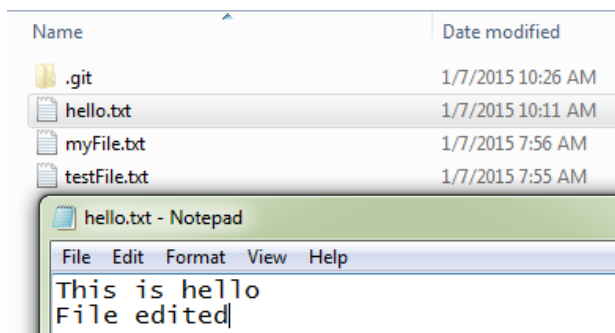 Name Date modified
.git 1/7/2015 10:26 AM
hello.txt 1/7/2015 10:11 AM
myFile.txt 1/7/2015 7:56 AM
testFile.txt 1/7/2015 7:55 AM
hello.txt - Notepad
File Edit Format View Help
This is hello
File edited